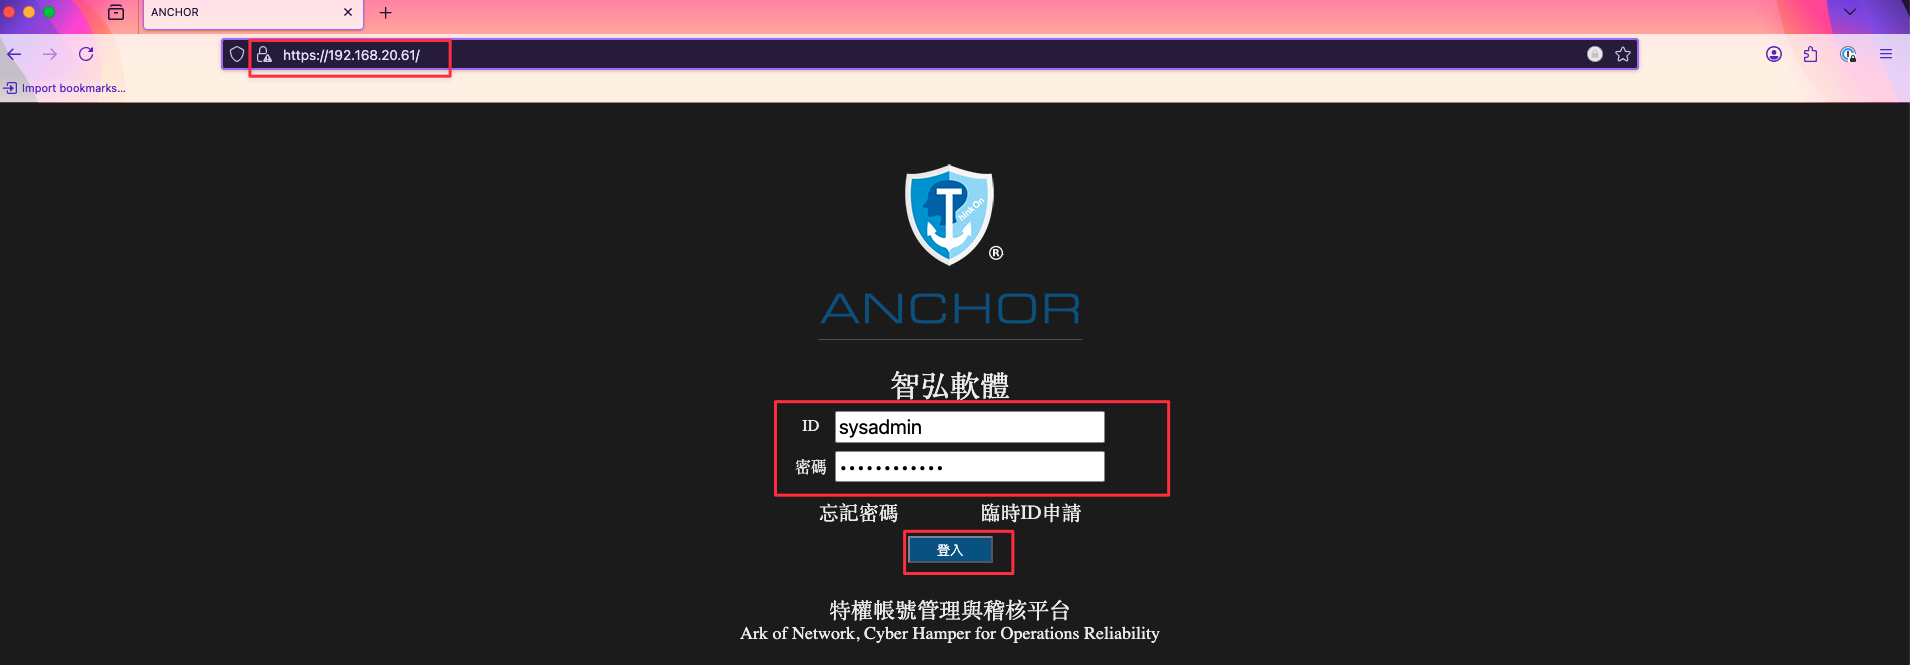 ANCHOR
https://192.168.20.61/
Import bookmarks...
hinkOn
®
ANCHOR
智弘軟體
ID sysadmin
密碼 ••••••••••••
忘記密碼 臨時ID申請
登入
特權帳號管理與稽核平台
Ark of Network, Cyber Hamper for Operations Reliability